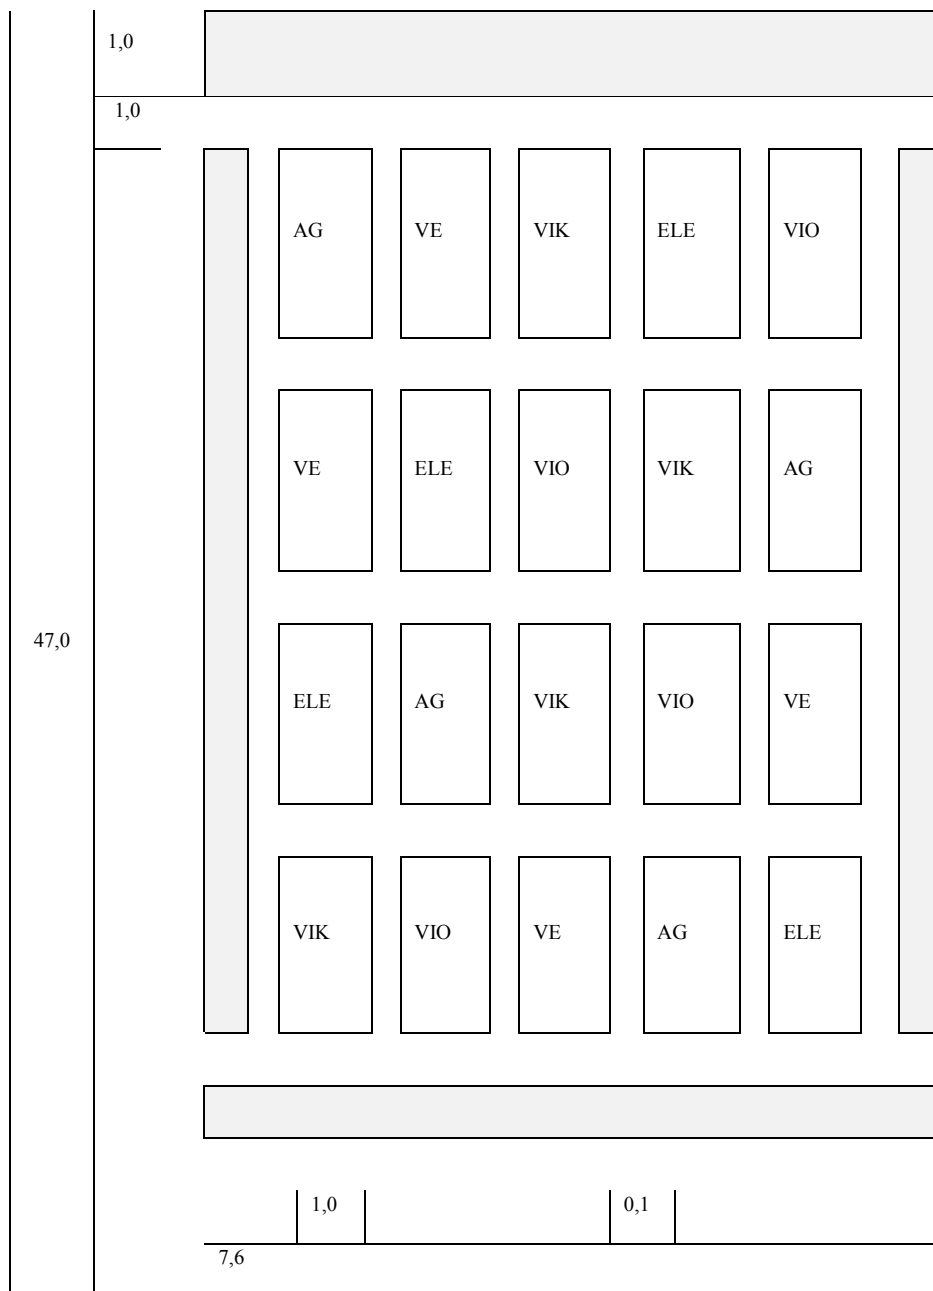 1,0
1,0
AG VE VIK ELE VIO
VE ELE VIO VIK AG
47,0
ELE AG VIK VIO VE
VIK VIO VE AG ELE
1,0 0,1
7,6